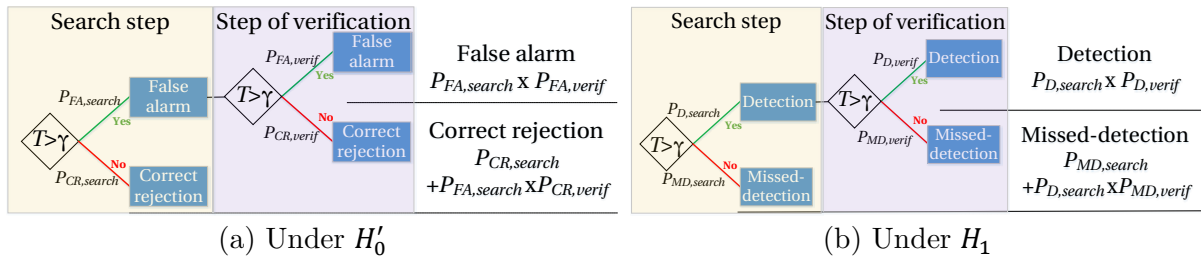 Search step
Step of verification
False
alarm
P_{FA,verif}
Yes
False alarm
P_{FA,search} x P_{FA,verif}
P_{FA,search}
False
alarm
T>γ
Yes
T>γ
No
P_{CR,verif}
Correct
rejection
Correct rejection
P_{CR,search}
+P_{FA,search}xP_{CR,verif}
No
P_{CR,search}
Correct
rejection
(a) Under H'_0
Search step
Step of verification
P_{D,verif}
Detection
Yes
Detection
P_{D,search} x P_{D,verif}
P_{D,search}
Detection
T>γ
Yes
T>γ
No
P_{MD,verif}
Missed-
detection
Missed-detection
P_{MD,search}
+P_{D,search}xP_{MD,verif}
No
P_{MD,search}
Missed-
detection
(b) Under H_1